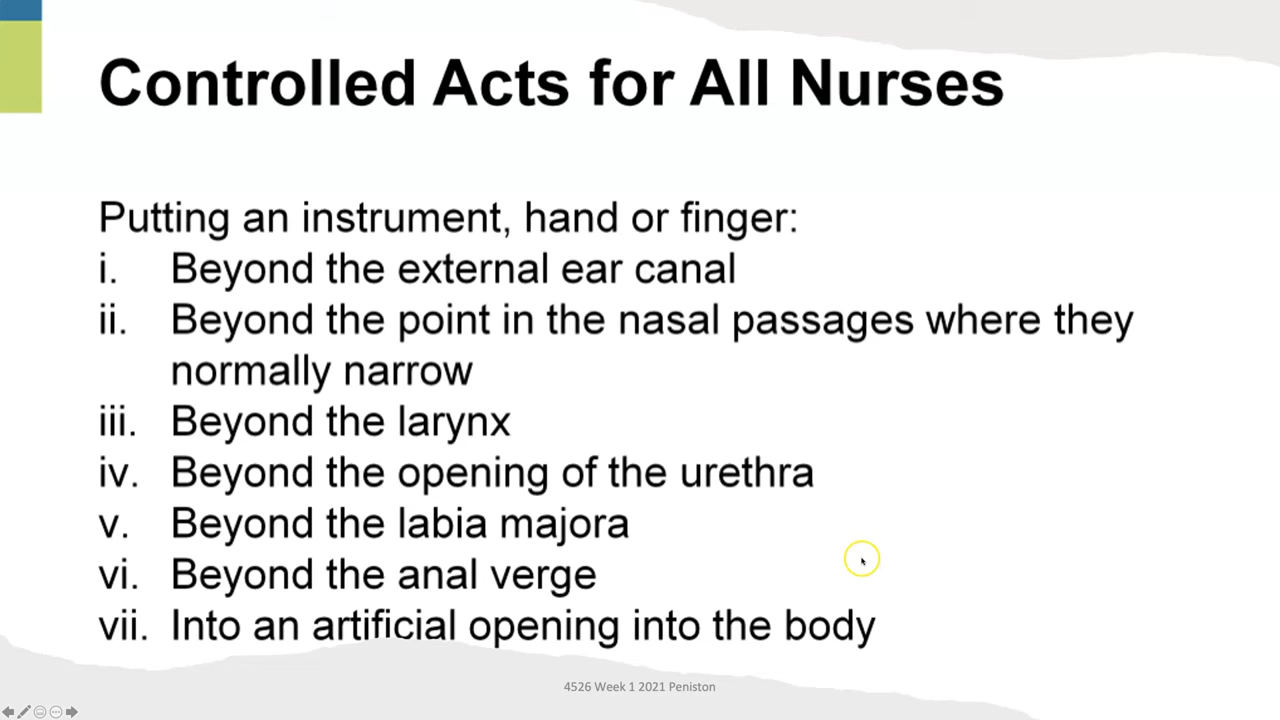 Controlled Acts for All Nurses
Putting an instrument, hand or finger:
i. Beyond the external ear canal
ii. Beyond the point in the nasal passages where they
normally narrow
iii. Beyond the larynx
iv. Beyond the opening of the urethra
v. Beyond the labia majora
vi. Beyond the anal verge
vii. Into an artificial opening into the body
4526 Week 1 2021 Peniston